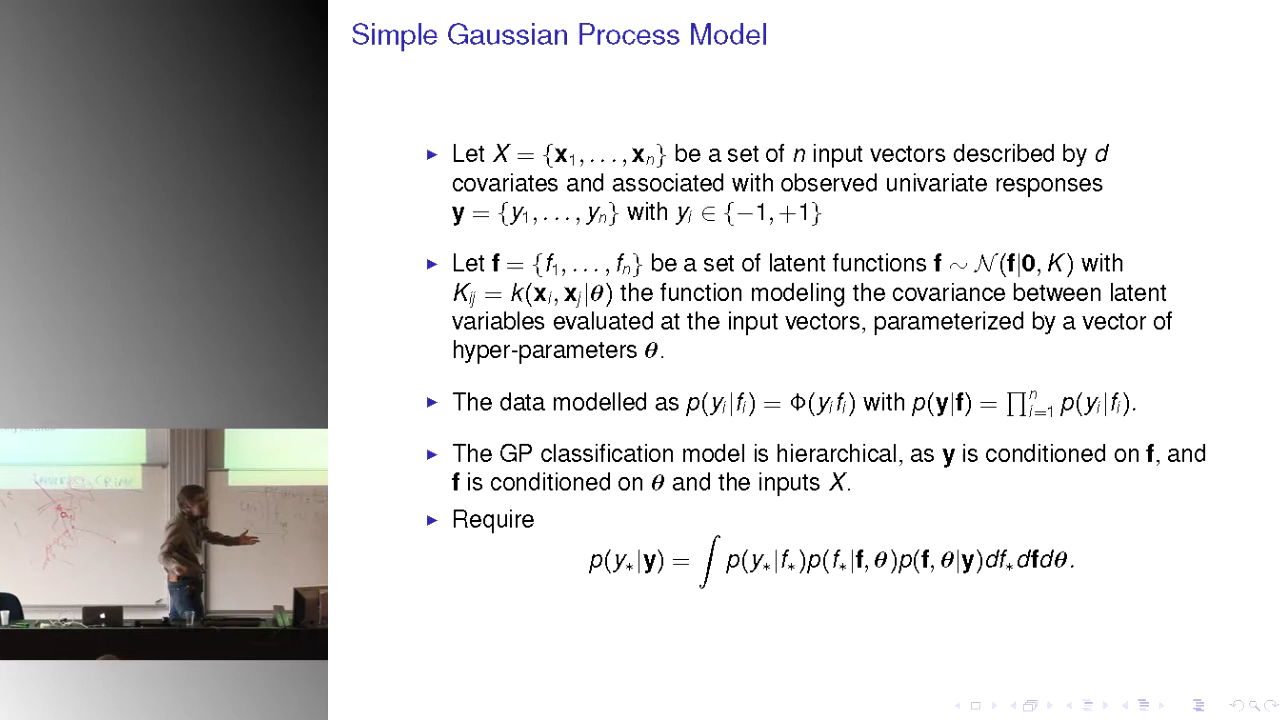 Simple Gaussian Process Model
▶ Let X = {x₁, . . . , xₙ} be a set of n input vectors described by d
covariates and associated with observed univariate responses
y = {y₁, . . . , yₙ} with yᵢ ∈ {−1, +1}
▶ Let f = {f₁, . . . , fₙ} be a set of latent functions f ∼ 𝒩(f|0, K) with
Kᵢⱼ = k(xᵢ, xⱼ|θ) the function modeling the covariance between latent
variables evaluated at the input vectors, parameterized by a vector of
hyper-parameters θ.
▶ The data modelled as p(yᵢ|fᵢ) = Φ(yᵢfᵢ) with p(y|f) = ∏ⁿᵢ₌₁ p(yᵢ|fᵢ).
▶ The GP classification model is hierarchical, as y is conditioned on f, and
f is conditioned on θ and the inputs X.
▶ Require
p(y∗|y) = ∫ p(y∗|f∗)p(f∗|f, θ)p(f, θ|y)df∗dfdθ.